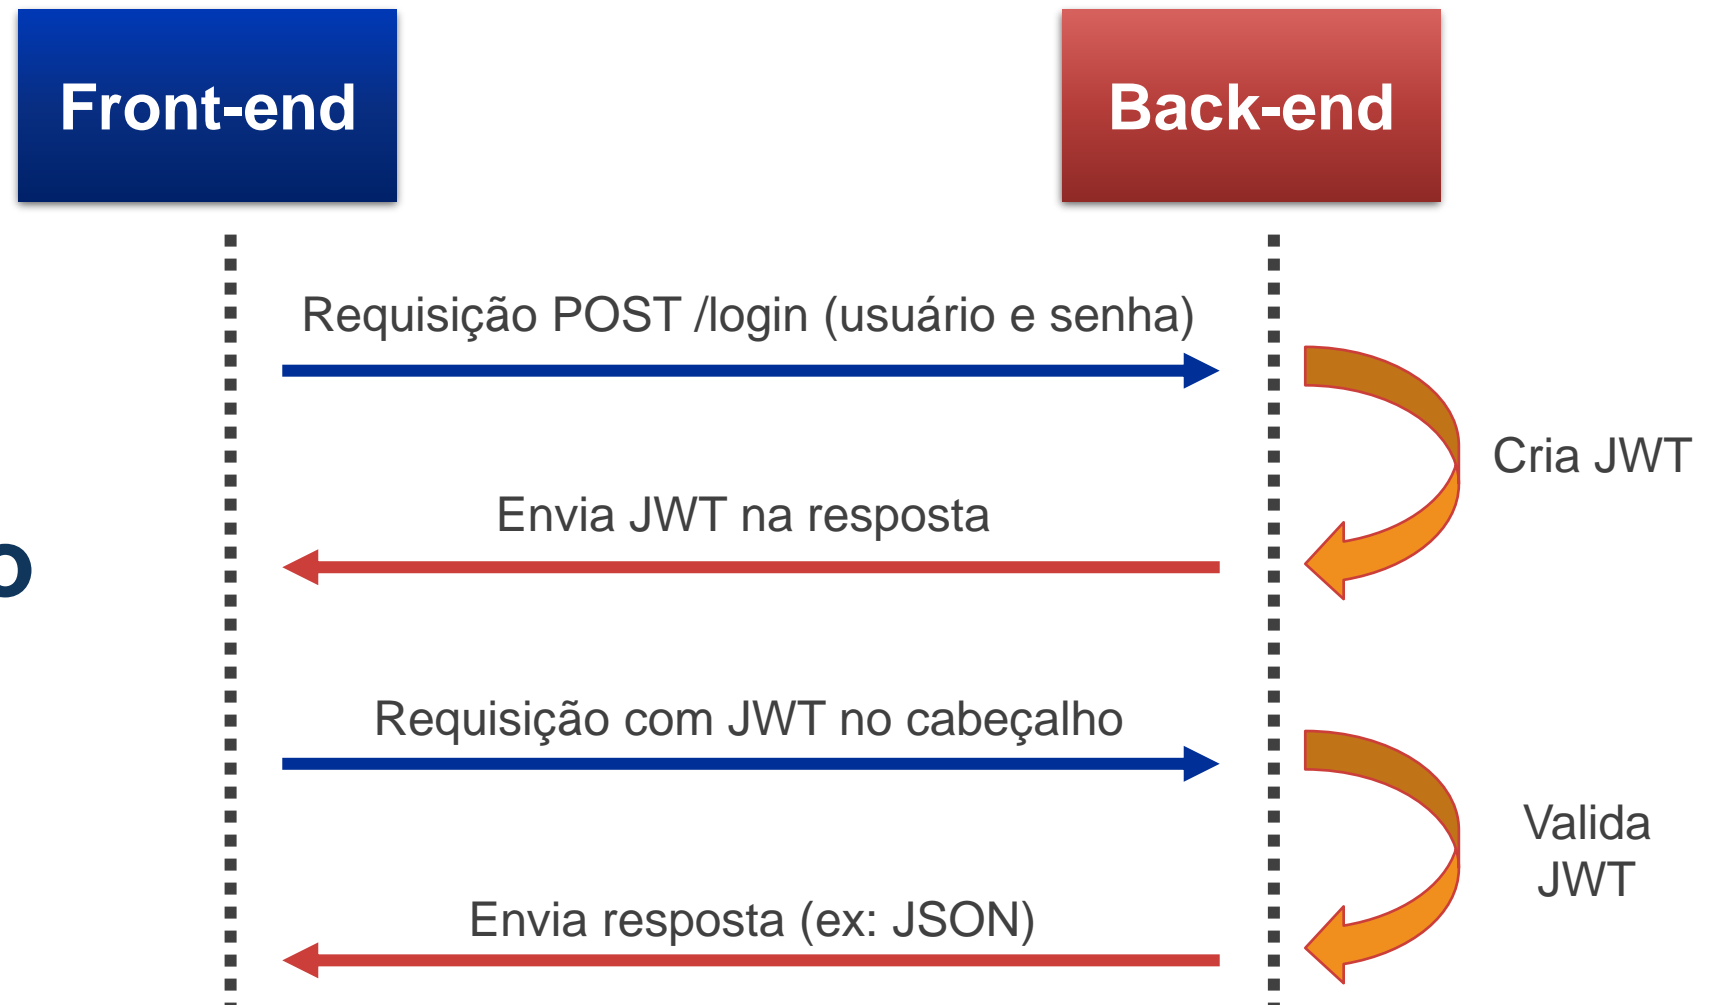 Front-end
Back-end
Requisição POST /login (usuário e senha)
Cria JWT
Envia JWT na resposta
o
Requisição com JWT no cabeçalho
Valida
JWT
Envia resposta (ex: JSON)